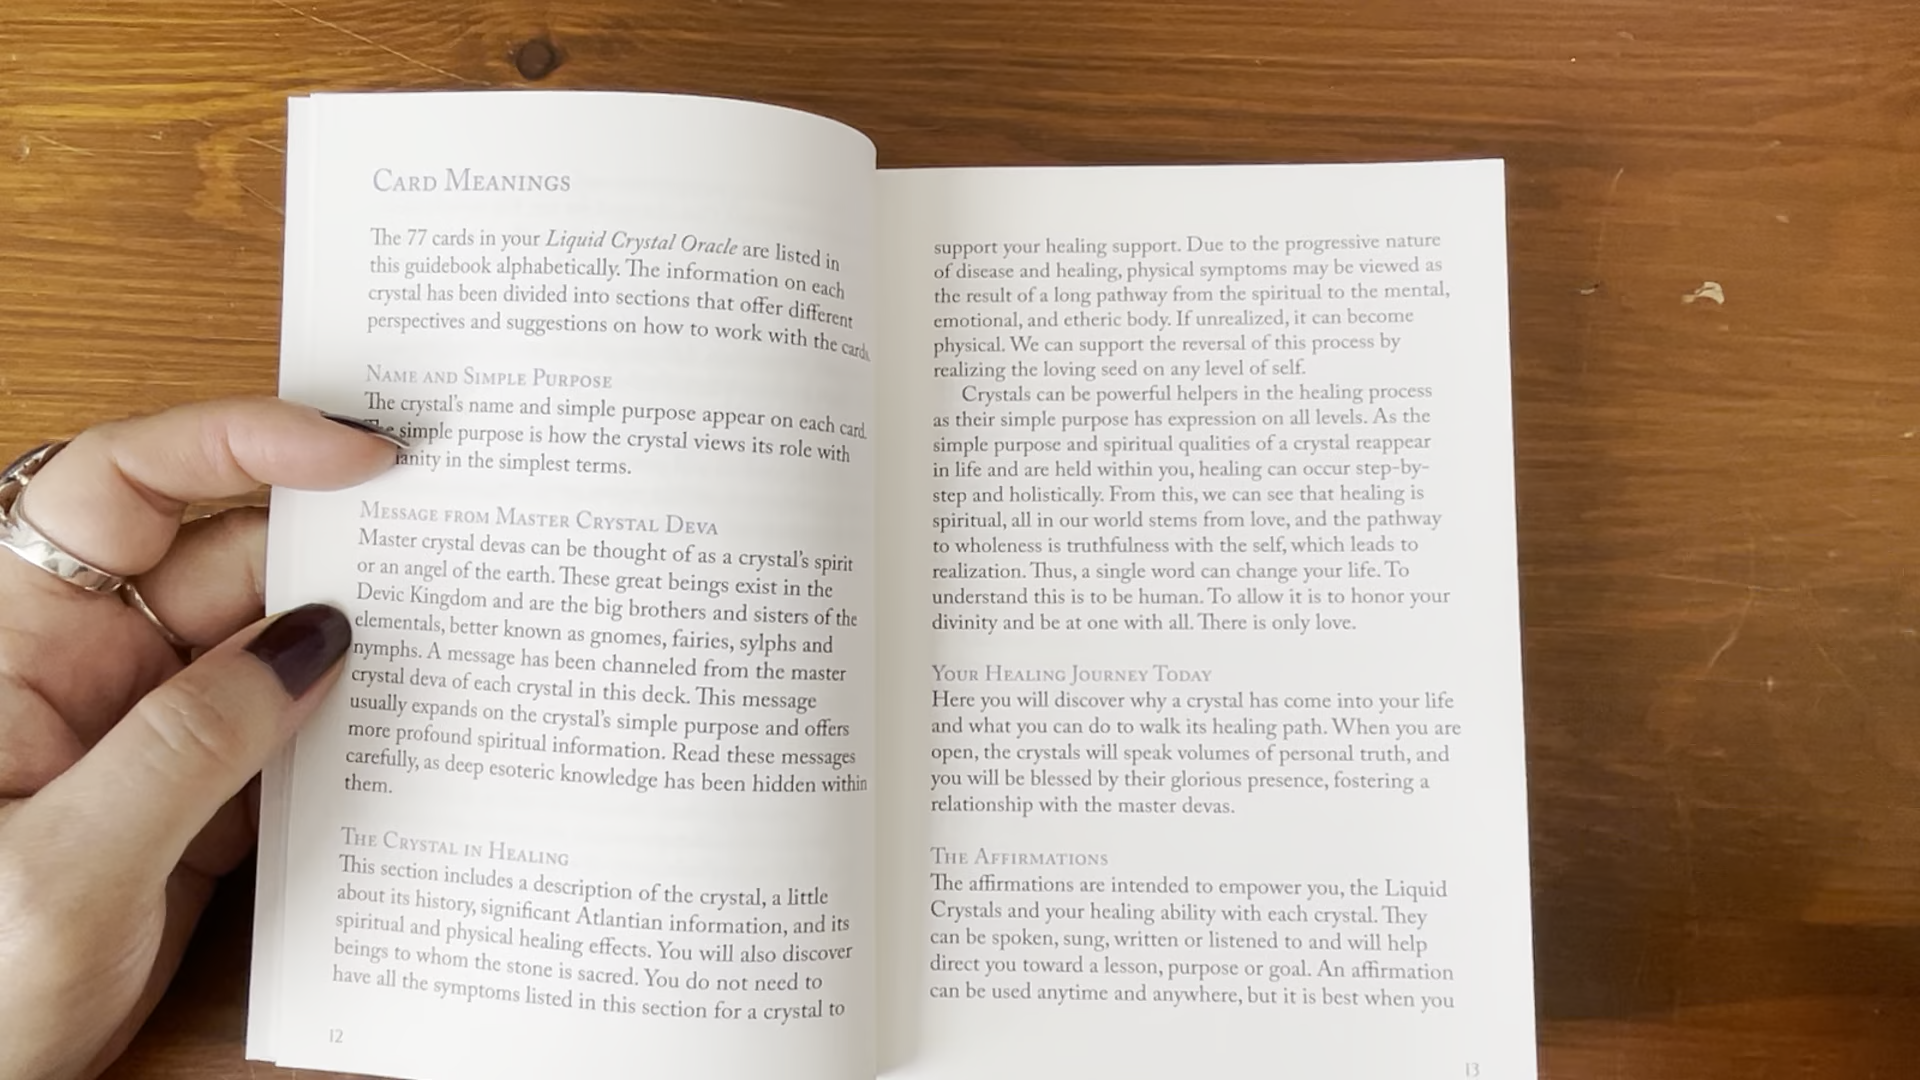 CARD MEANINGS
The 77 cards in your Liquid Crystal Oracle are listed in
this guidebook alphabetically. The information on each
crystal has been divided into sections that offer different
perspectives and suggestions on how to work with the cards.
NAME AND SIMPLE PURPOSE
The crystal's name and simple purpose appear on each card.
The simple purpose is how the crystal views its role with
anity in the simplest terms.
MESSAGE FROM MASTER CRYSTAL DEVA
Master crystal devas can be thought of as a crystal's spirit
or an angel of the earth. These great beings exist in the
Devic Kingdom and are the big brothers and sisters of the
elementals, better known as gnomes, fairies, sylphs and
nymphs. A message has been channeled from the master
crystal deva of each crystal in this deck. This message
usually expands on the crystal's simple purpose and offers
more profound spiritual information. Read these messages
carefully, as deep esoteric knowledge has been hidden within
them.
THE CRYSTAL IN HEALING
This section includes a description of the crystal, a little
about its history, significant Atlantian information, and its
spiritual and physical healing effects. You will also discover
beings to whom the stone is sacred. You do not need to
have all the symptoms listed in this section for a crystal to
12
support your healing support. Due to the progressive nature
of disease and healing, physical symptoms may be viewed as
the result of a long pathway from the spiritual to the mental,
emotional, and etheric body. If unrealized, it can become
physical. We can support the reversal of this process by
realizing the loving seed on any level of self.
Crystals can be powerful helpers in the healing process
as their simple purpose has expression on all levels. As the
simple purpose and spiritual qualities of a crystal reappear
in life and are held within you, healing can occur step-by-
step and holistically. From this, we can see that healing is
spiritual, all in our world stems from love, and the pathway
to wholeness is truthfulness with the self, which leads to
realization. Thus, a single word can change your life. To
understand this is to be human. To allow it is to honor your
divinity and be at one with all. There is only love.
YOUR HEALING JOURNEY TODAY
Here you will discover why a crystal has come into your life
and what you can do to walk its healing path. When you are
open, the crystals will speak volumes of personal truth, and
you will be blessed by their glorious presence, fostering a
relationship with the master devas.
THE AFFIRMATIONS
The affirmations are intended to empower you, the Liquid
Crystals and your healing ability with each crystal. They
can be spoken, sung, written or listened to and will help
direct you toward a lesson, purpose or goal. An affirmation
can be used anytime and anywhere, but it is best when you
13